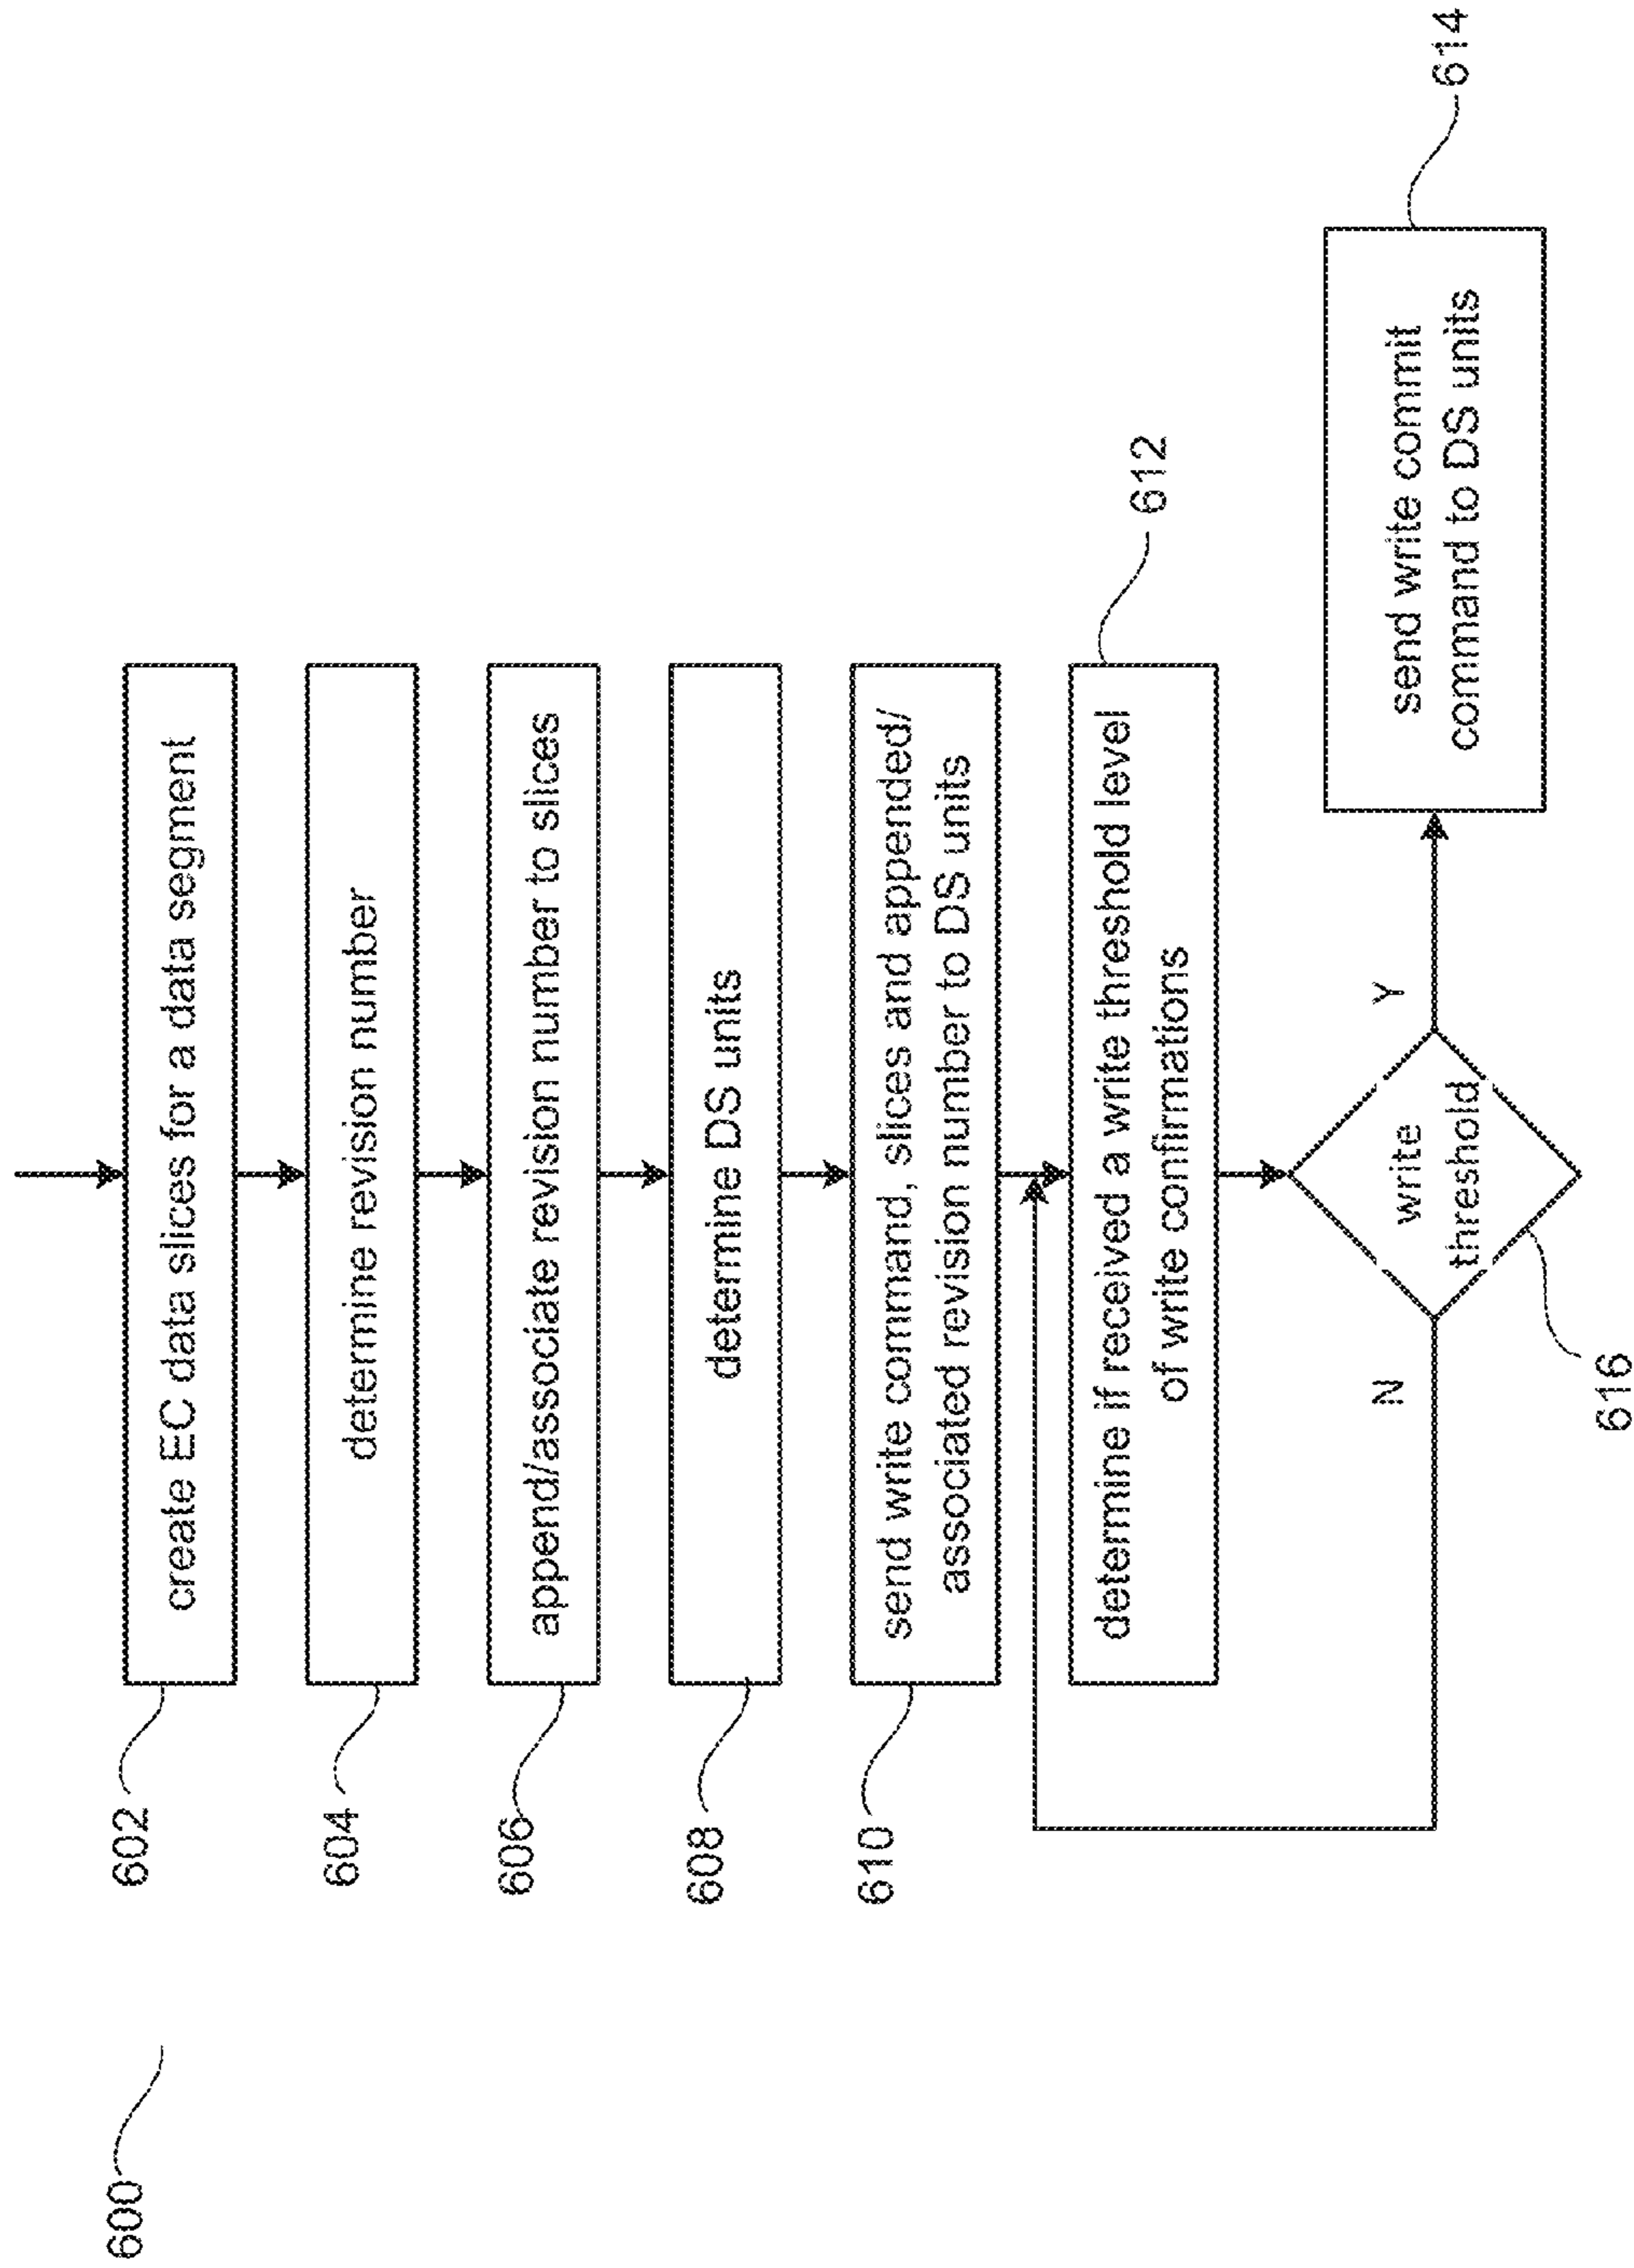 600
602
create EC data slices for a data segment
604
determine revision number
606
append/associate revision number to slices
608
determine DS units
610
send write command, slices and appended/
associated revision number to DS units
612
determine if received a write threshold level
of write confirmations
616
write
threshold
N
Y
614
send write commit
command to DS units